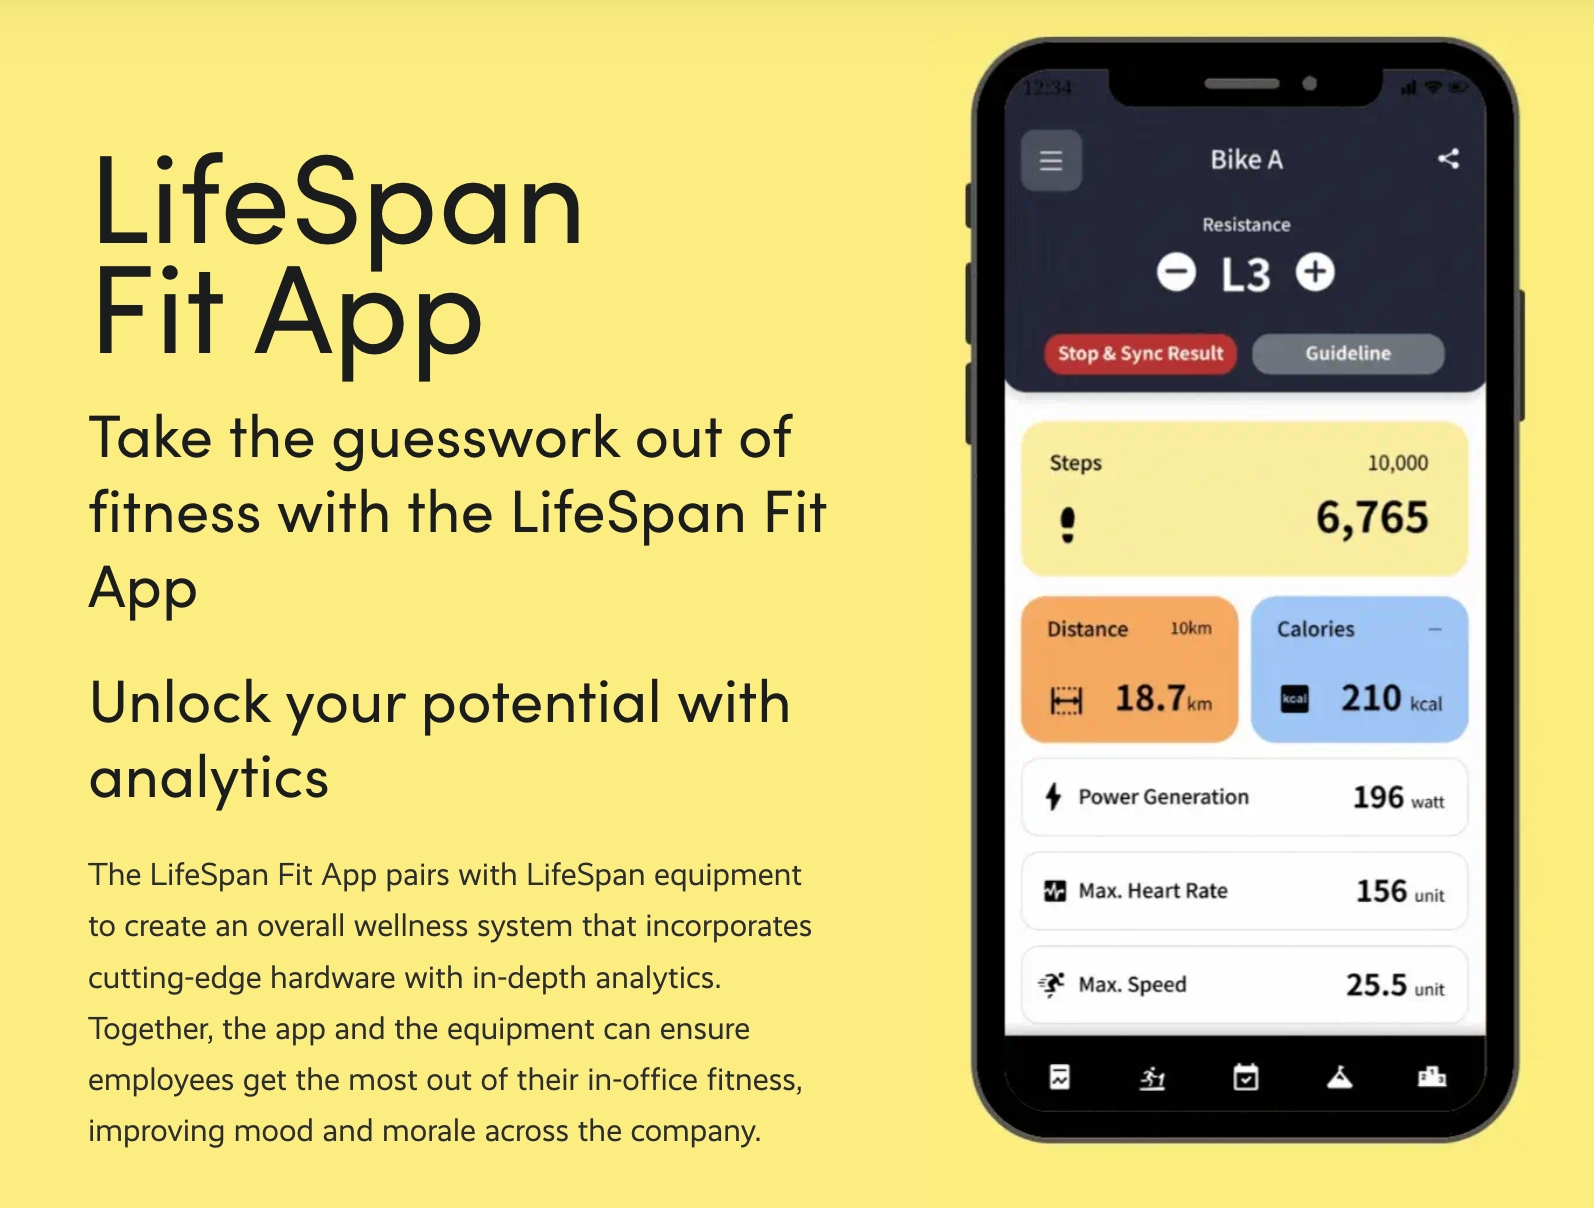 LifeSpan
Fit App
Take the guesswork out of
fitness with the LifeSpan Fit
App
Unlock your potential with
analytics
The LifeSpan Fit App pairs with LifeSpan equipment
to create an overall wellness system that incorporates
cutting-edge hardware with in-depth analytics.
Together, the app and the equipment can ensure
employees get the most out of their in-office fitness,
improving mood and morale across the company.
12:34
Bike A
Resistance
L3
Stop & Sync Result Guideline
Steps 10,000
6,765
Distance 10km
18.7km
Calories —
kcal 210 kcal
Power Generation 196 watt
Max. Heart Rate 156 unit
Max. Speed 25.5 unit